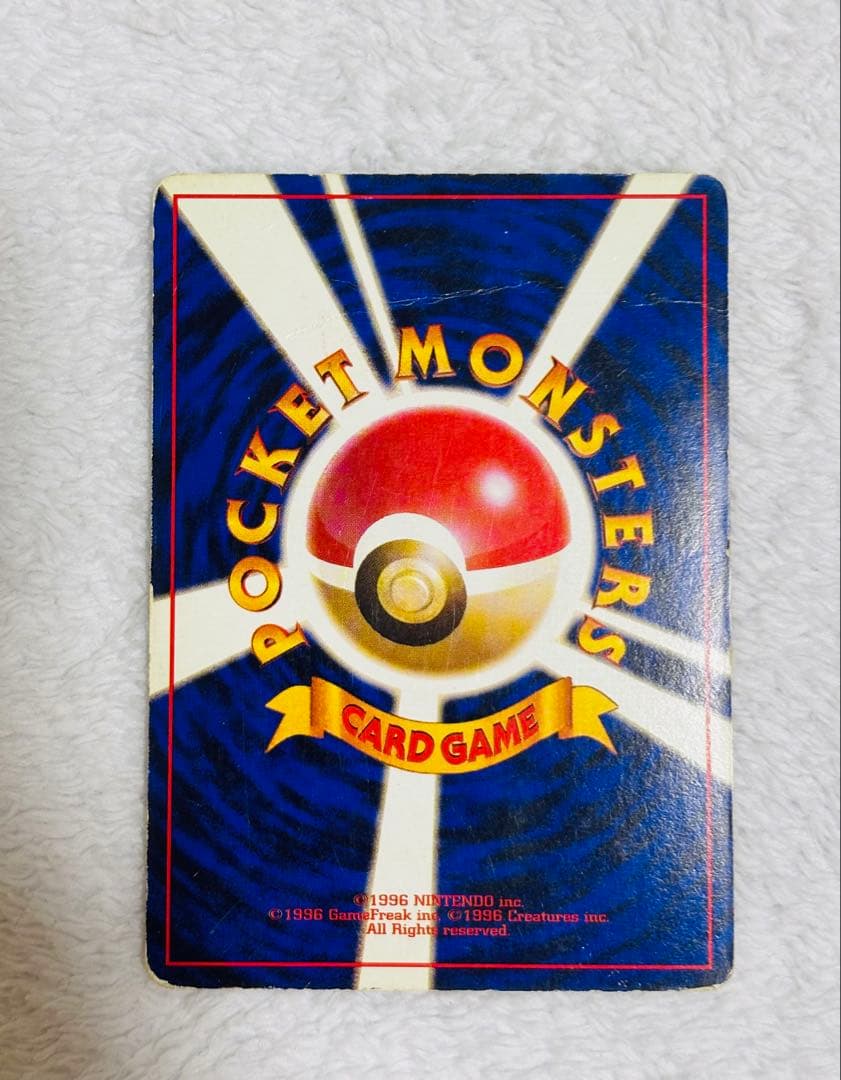 POCKET MONSTERS
CARD GAME
©1996 NINTENDO inc.
©1996 GameFreak inc. ©1996 Creatures inc.
All Rights reserved.